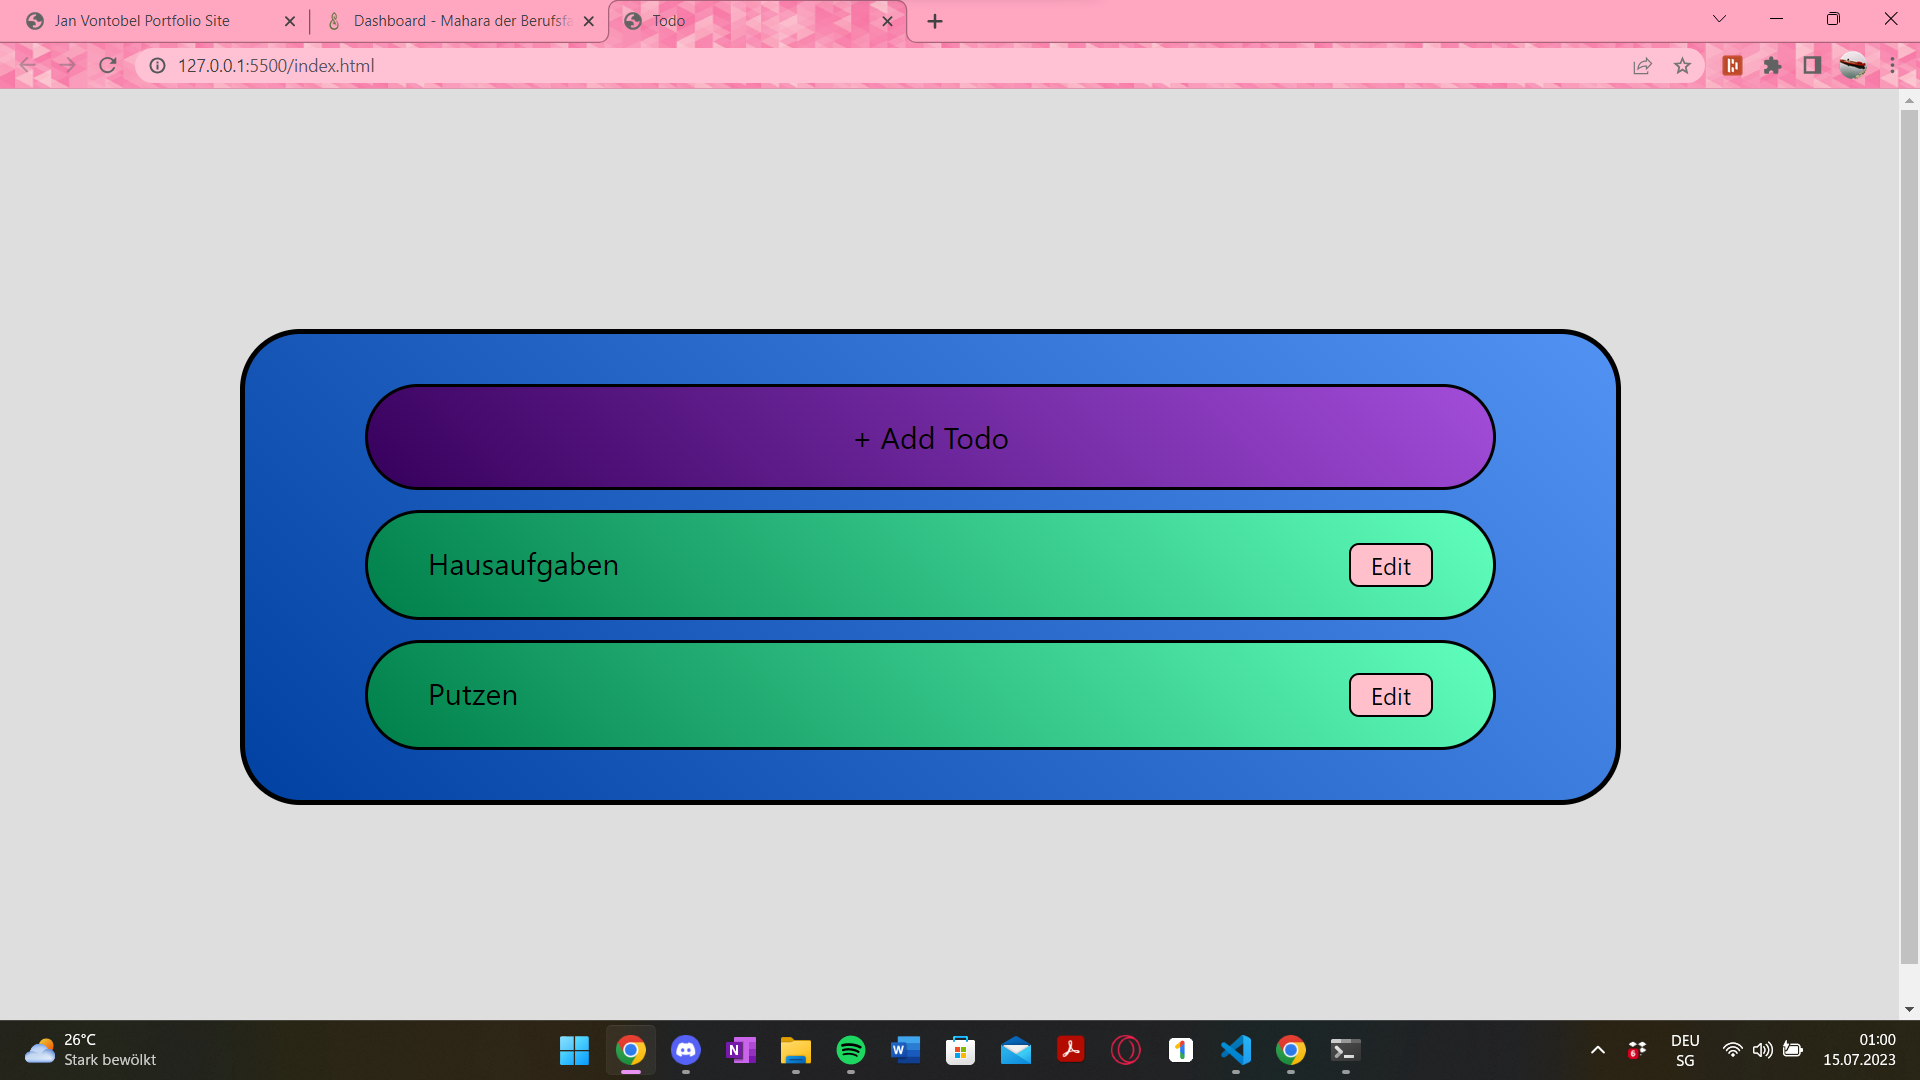 Jan Vontobel Portfolio Site
Dashboard - Mahara der Berufsfa
Todo
127.0.0.1:5500/index.html
+ Add Todo
Hausaufgaben
Edit
Putzen
Edit
26°C
Stark bewölkt
DEU
SG
01:00
15.07.2023